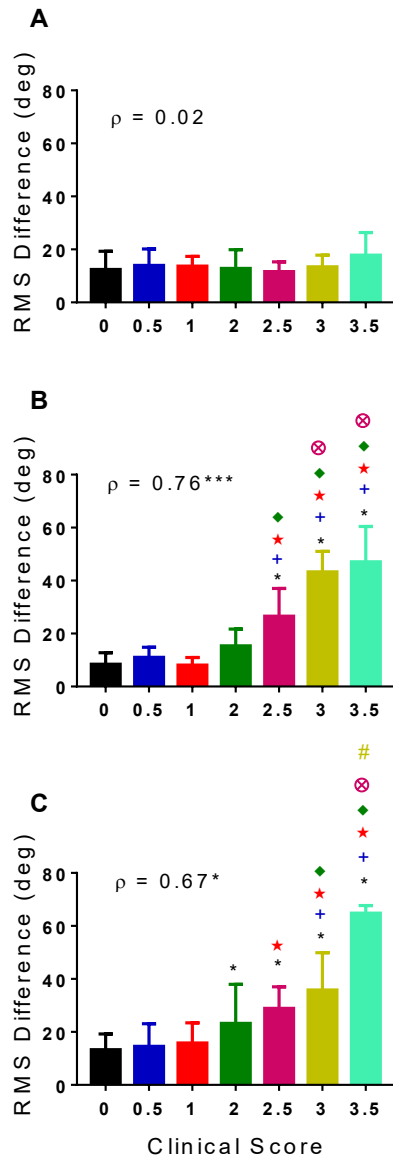 A
RMS Difference (deg)
80
60
40
20
0
ρ = 0.02
0 0.5 1 2 2.5 3 3.5
B
RMS Difference (deg)
80
60
40
20
0
ρ = 0.76***
+ * + * + *
0 0.5 1 2 2.5 3 3.5
C
RMS Difference (deg)
80
60
40
20
0
ρ = 0.67*
#
* * + * + *
0 0.5 1 2 2.5 3 3.5
Clinical Score